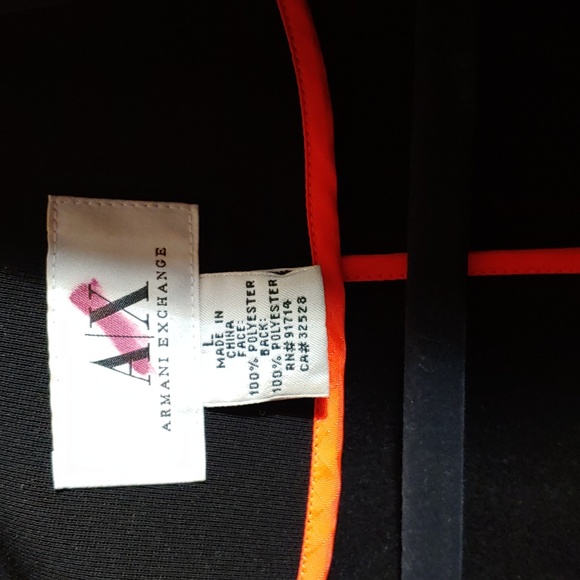 A|X
ARMANI EXCHANGE
L
MADE IN
CHINA
FACE:
100% POLYESTER
BACK:
100% POLYESTER
RN# 91714
CA# 32528